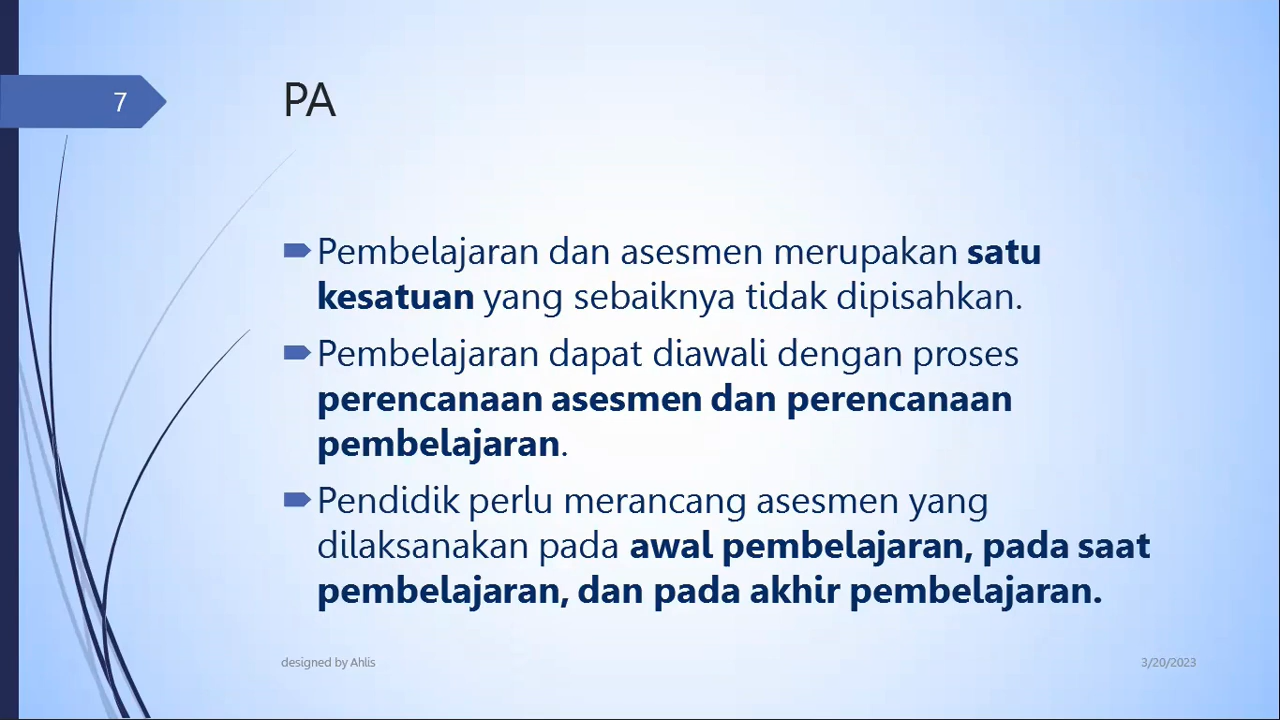 7
PA
Pembelajaran dan asesmen merupakan satu
kesatuan yang sebaiknya tidak dipisahkan.
Pembelajaran dapat diawali dengan proses
perencanaan asesmen dan perencanaan
pembelajaran.
Pendidik perlu merancang asesmen yang
dilaksanakan pada awal pembelajaran, pada saat
pembelajaran, dan pada akhir pembelajaran.
designed by Ahlis
3/20/2023